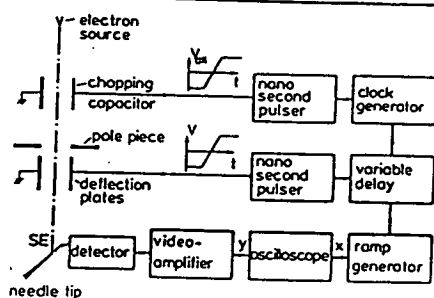 electron
source
chopping
capacitor
V
t
nano
second
pulser
clock
generator
pole piece
V
t
deflection
plates
nano
second
pulser
variable
delay
SE
detector
video-
amplifier
y
oscilloscope
x
ramp
generator
needle tip